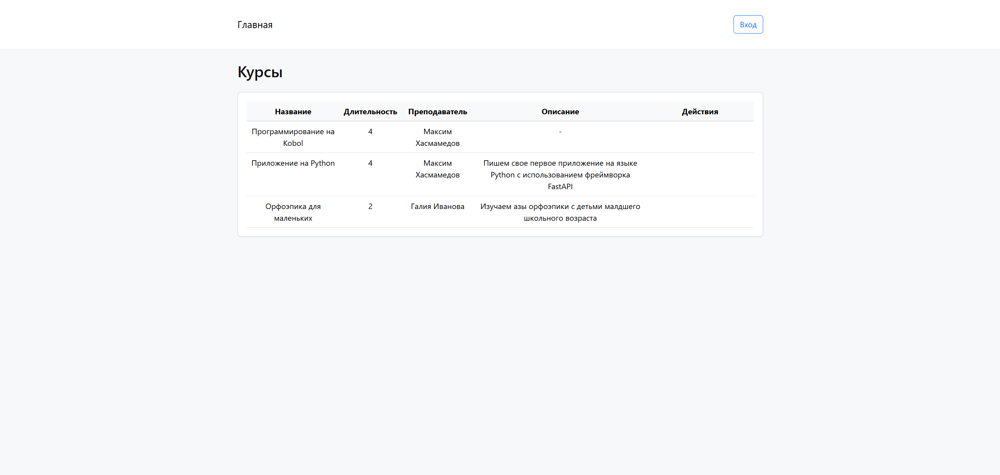 Главная
Вход
Курсы
Название Длительность Преподаватель Описание Действия
Программирование на 4 Максим -
Kobol Хасмамедов
Приложение на Python 4 Максим Пишем свое первое приложение на языке
Хасмамедов Python с использованием фреймворка
FastAPI
Орфоэпика для 2 Галия Иванова Изучаем азы орфоэпики с детьми малдшего
маленьких школьного возраста